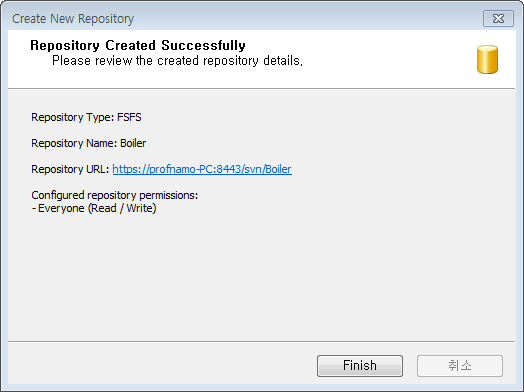 Create New Repository
Repository Created Successfully
Please review the created repository details.
Repository Type: FSFS
Repository Name: Boiler
Repository URL: https://profnamo-PC:8443/svn/Boiler
Configured repository permissions:
- Everyone (Read / Write)
Finish
취소